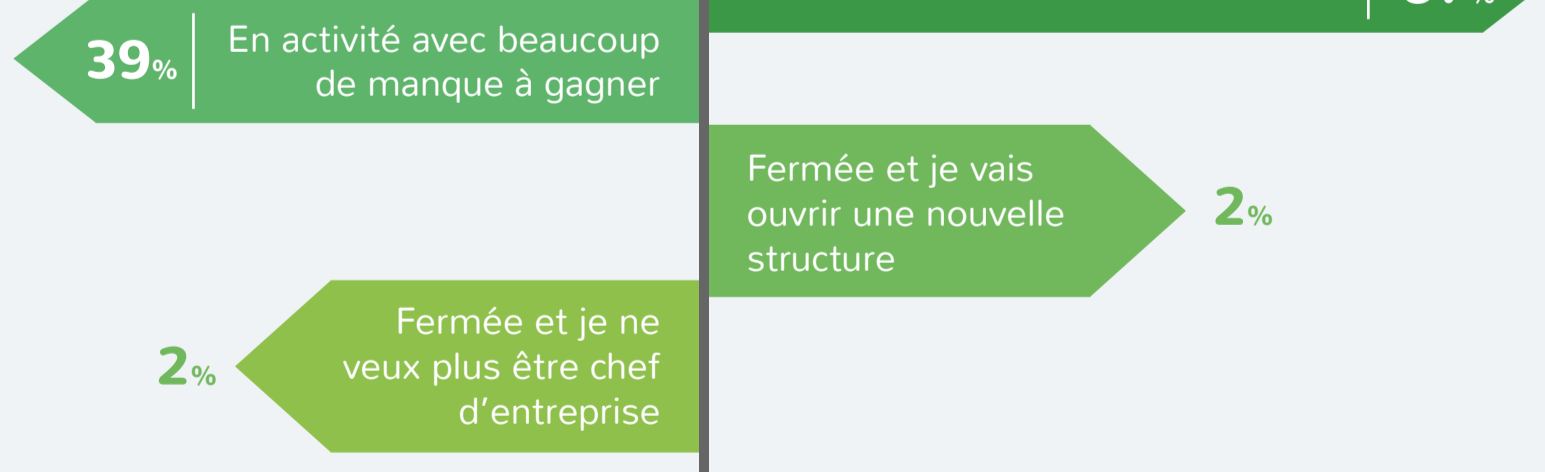 39%
En activité avec beaucoup
de manque à gagner
Fermée et je vais
ouvrir une nouvelle
structure
2%
Fermée et je ne
veux plus être chef
d’entreprise
2%